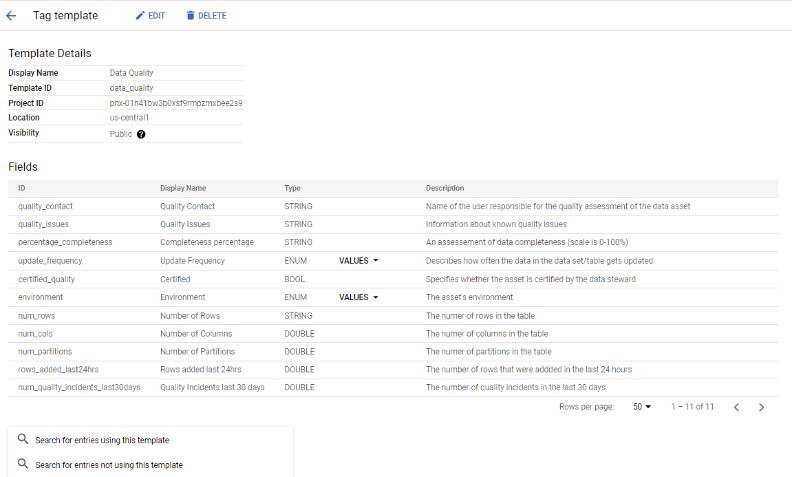 Tag template EDIT DELETE
Template Details
Display Name Data Quality
Template ID data_quality
Project ID phx-01h41bw3b0xsf9rmpzmxbee2s9
Location us-central1
Visibility Public
Fields
ID Display Name Type Description
quality_contact Quality Contact STRING Name of the user responsible for the quality assessment of the data asset
quality_issues Quality Issues STRING Information about known quality issues
percentage_completeness Completeness percentage STRING An assessement of data completeness (scale is 0-100%)
update_frequency Update Frequency ENUM VALUES Describes how often the data in the data set/table gets updated
certified_quality Certified BOOL Specifies whether the asset is certified by the data steward
environment Environment ENUM VALUES The asset's environment
num_rows Number of Rows STRING The numer of rows in the table
num_cols Number of Columns DOUBLE The numer of columns in the table
num_partitions Number of Partitions DOUBLE The numer of partitions in the table
rows_added_last24hrs Rows added last 24hrs DOUBLE The number of rows that were addded in the last 24 hours
num_quality_incidents_last30days Quality Incidents last 30 days DOUBLE The number of quality incidents in the last 30 days
Rows per page: 50 1 – 11 of 11
Search for entries using this template
Search for entries not using this template